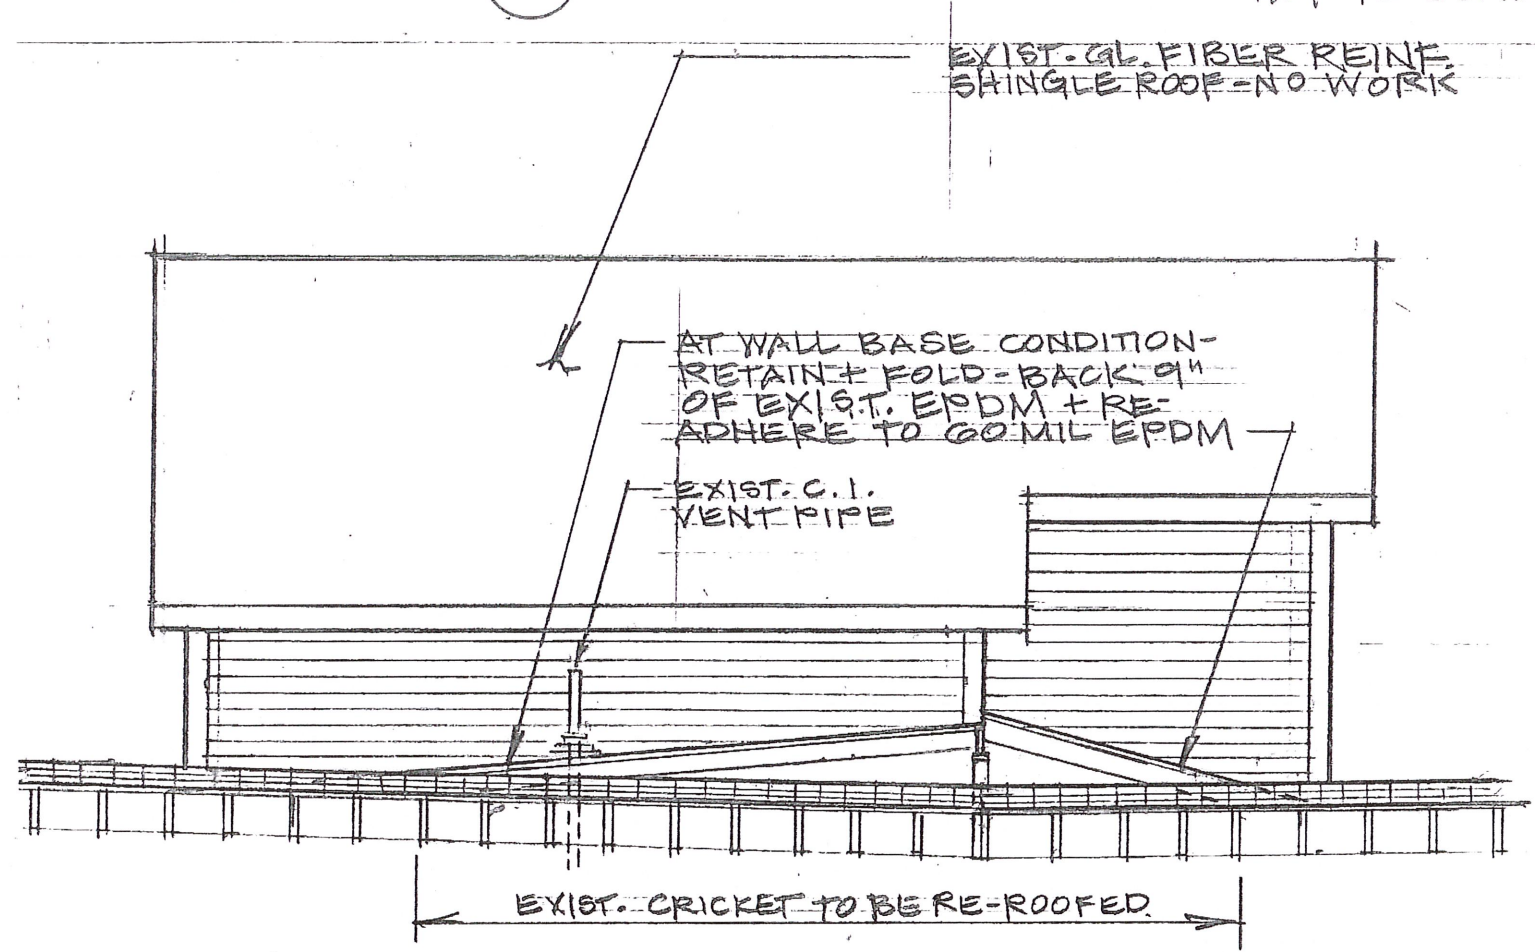 EXIST. GL. FIBER REINF.
SHINGLE ROOF - NO WORK
AT WALL BASE CONDITION-
RETAIN + FOLD-BACK 9"
OF EXIST. EPDM + RE-
ADHERE TO 60 MIL EPDM
EXIST. C.I.
VENT PIPE
EXIST. CRICKET TO BE RE-ROOFED